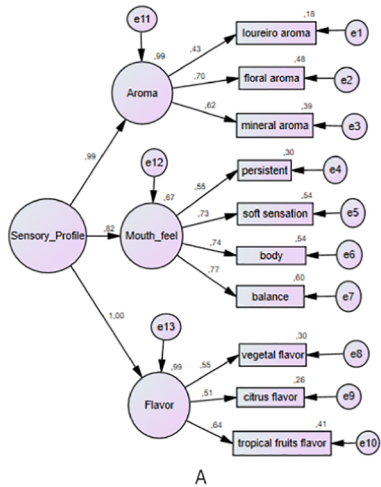 e11
,18
loureiro aroma
e1
,99
,43
,48
Aroma
,70
floral aroma
e2
,62
,39
mineral aroma
e3
,99
e12
,30
persistent
e4
,55
,67
,54
,73
soft sensation
e5
Sensory_Profile
,82
Mouth_feel
,74
,54
body
e6
,77
,60
balance
e7
1,00
e13
,30
vegetal flavor
e8
,99
,55
,26
Flavor
,51
citrus flavor
e9
,64
,41
tropical fruits flavor
e10
A